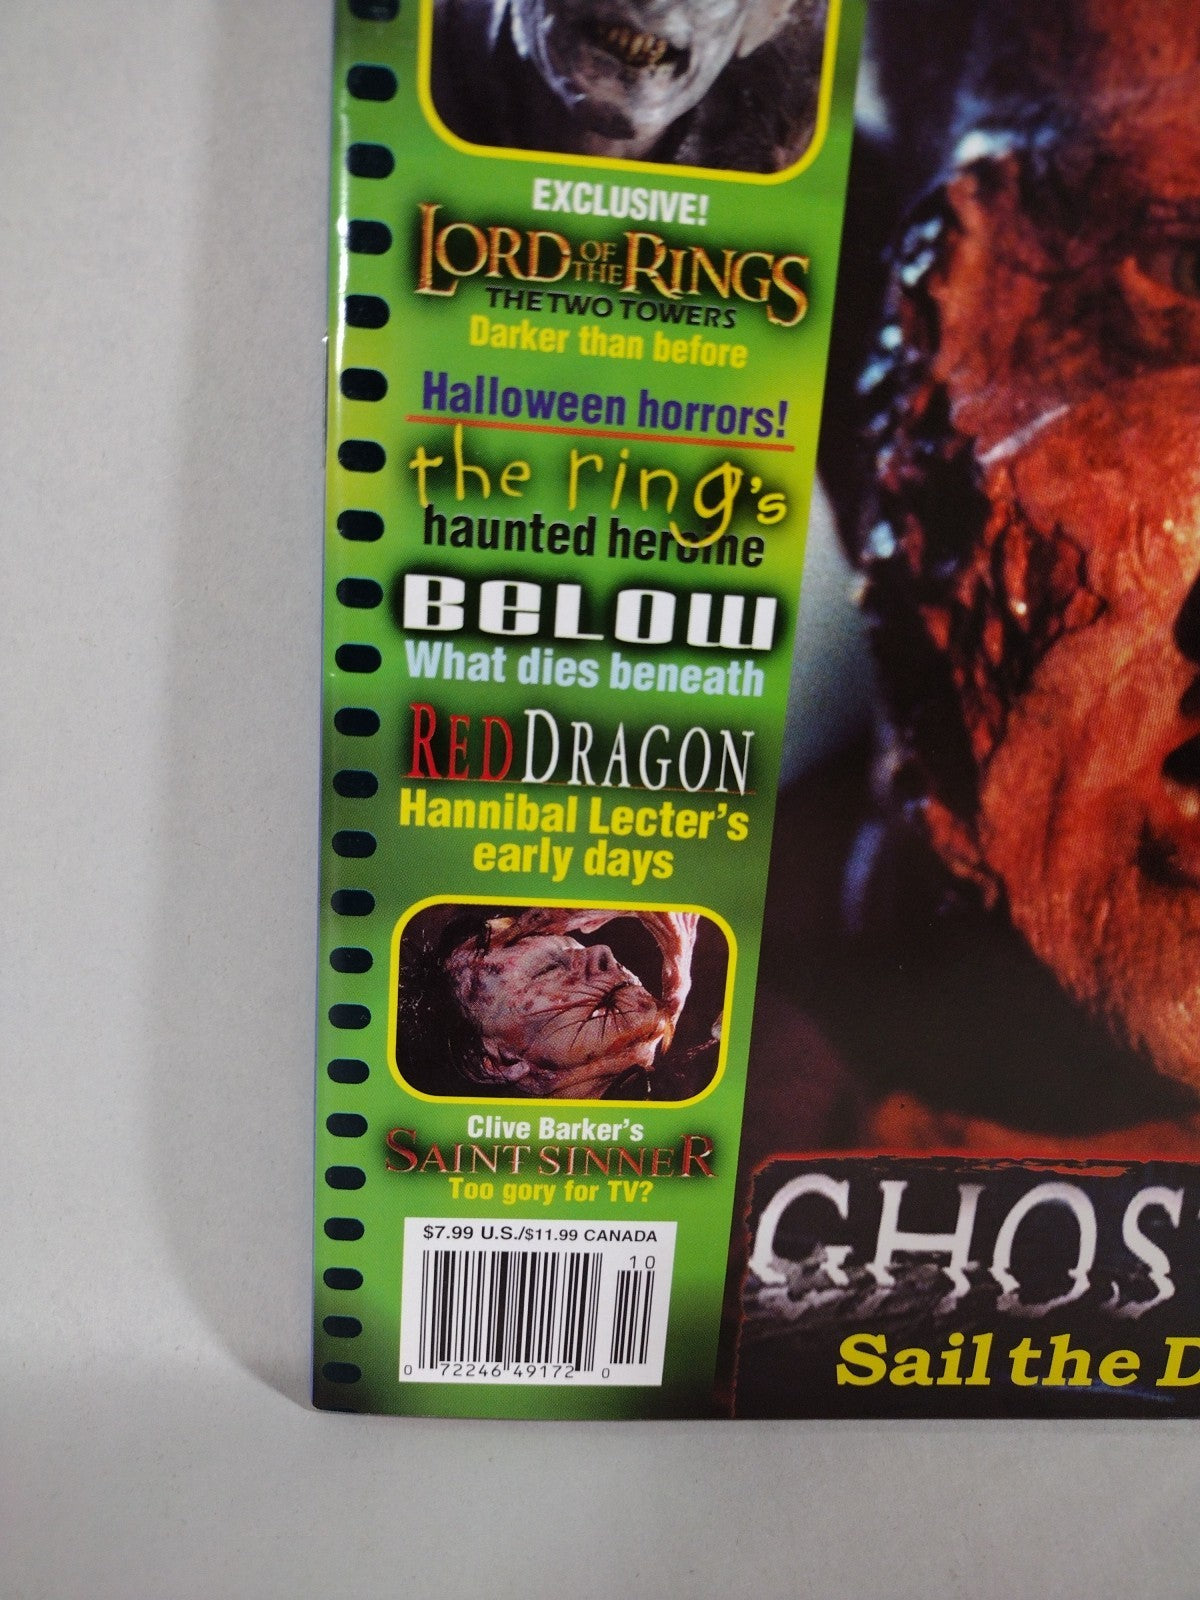 EXCLUSIVE!
LORD OF THE RINGS
THE TWO TOWERS
Darker than before
Halloween horrors!
the ring's
haunted heroine
BELOW
What dies beneath
RED DRAGON
Hannibal Lecter's
early days
Clive Barker's
SAINT SINNER
Too gory for TV?
$7.99 U.S./$11.99 CANADA
10
0 72246 49172 0
GHOS
Sail the D